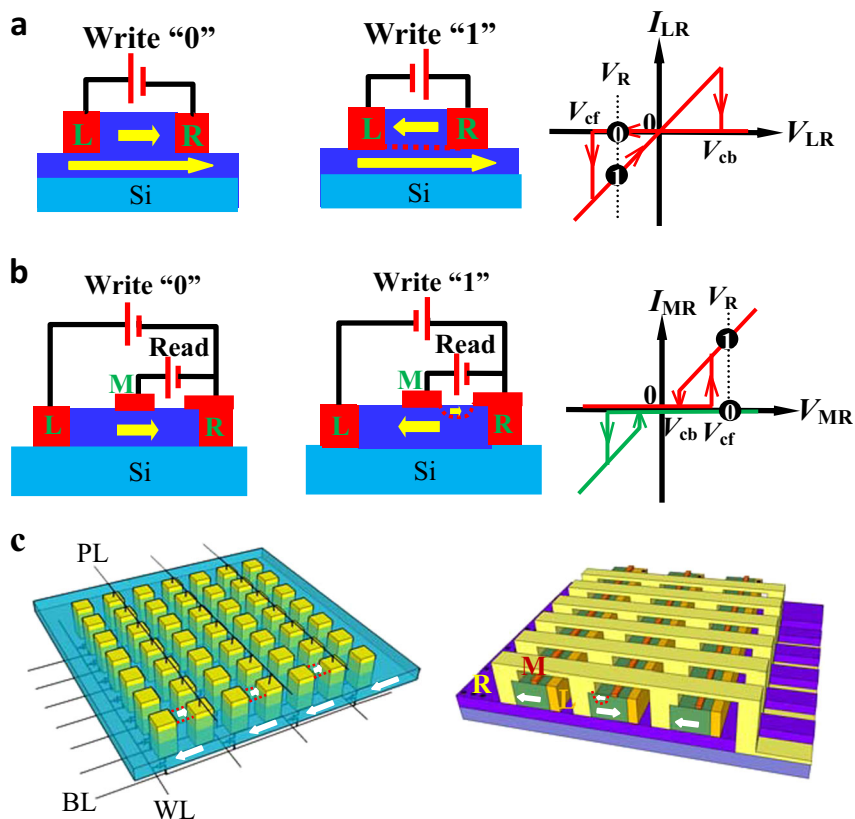 a
Write “0”
L
R
Si
Write “1”
L
R
Si
I_LR
V_R
V_cf
0
0
1
V_cb
V_LR
b
Write “0”
Read
M
L
R
Si
Write “1”
Read
M
L
R
Si
I_MR
V_R
1
0
0
V_cb
V_cf
V_MR
c
PL
BL
WL
R
M
L